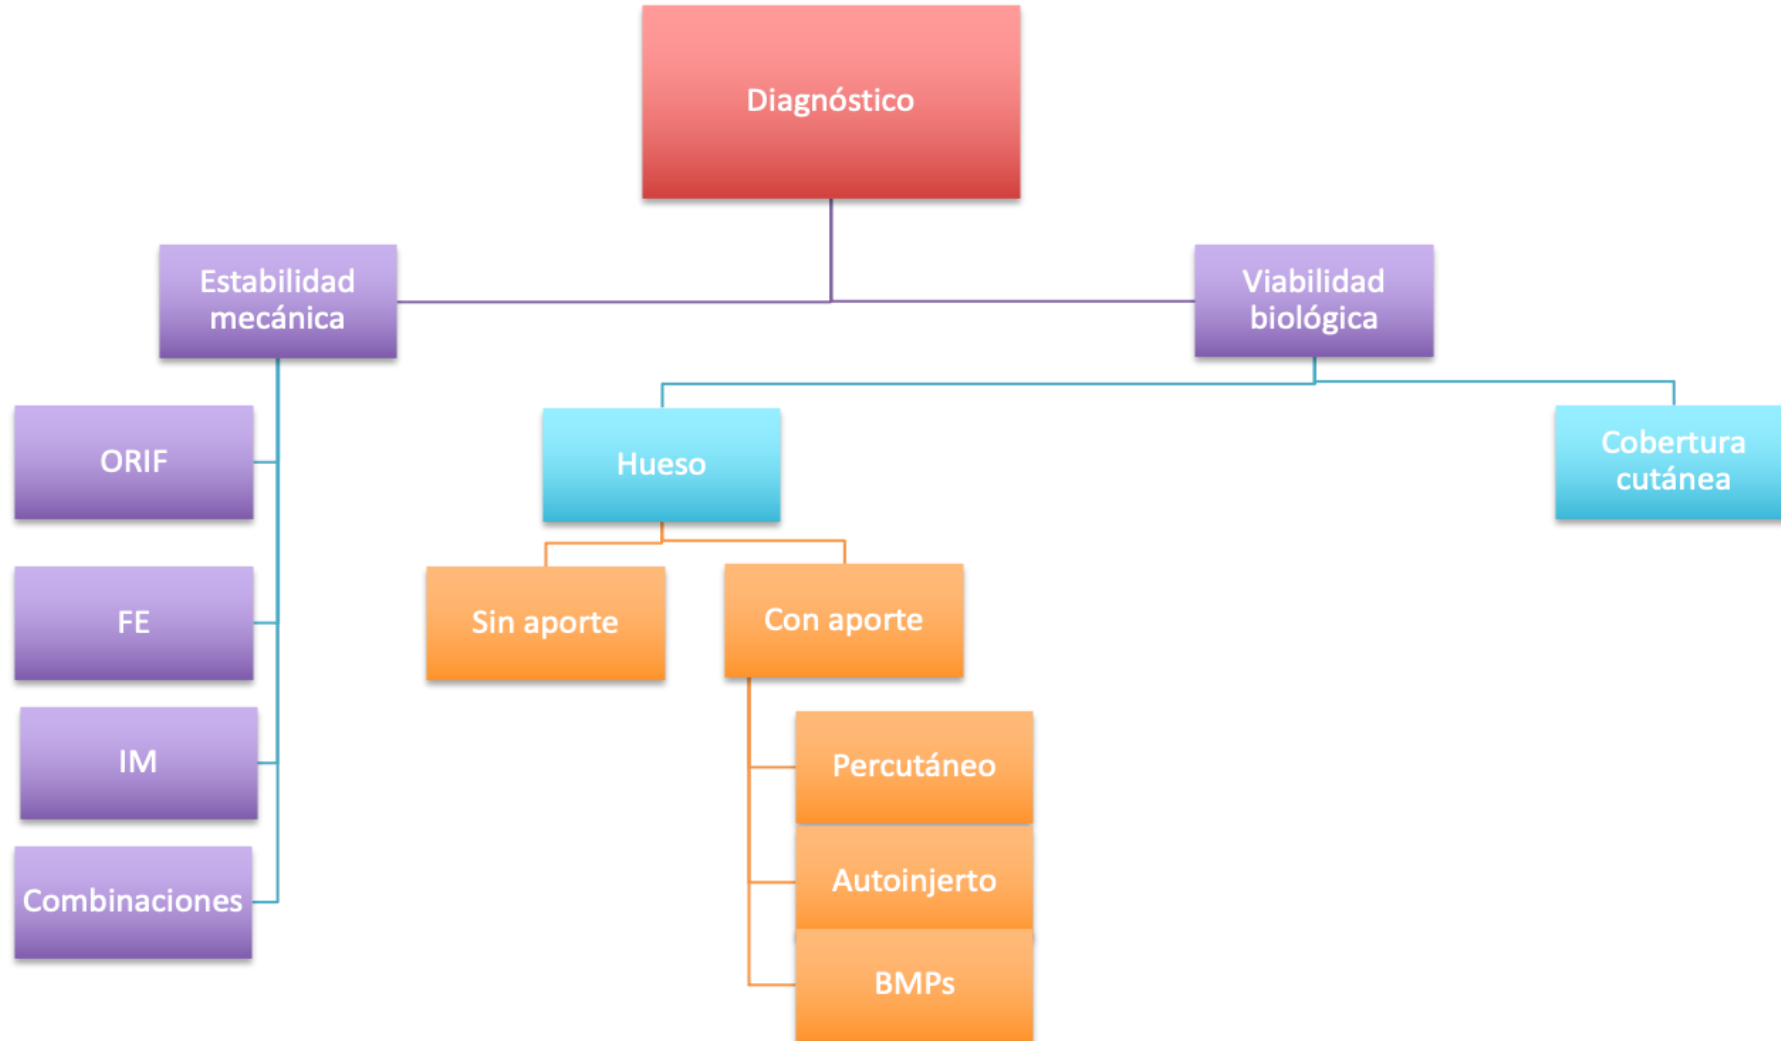 Diagnóstico
Estabilidad
mecánica
Viabilidad
biológica
ORIF
FE
IM
Combinaciones
Hueso
Cobertura
cutánea
Sin aporte
Con aporte
Percutáneo
Autoinjerto
BMPs